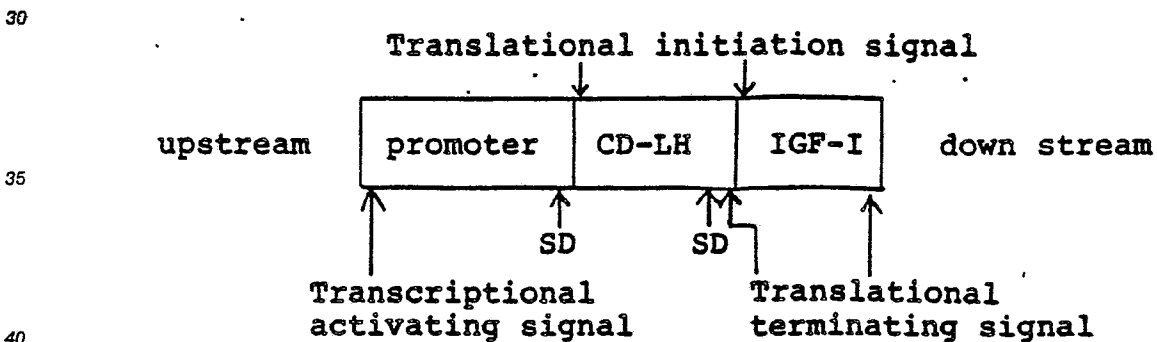 30
Translational initiation signal
upstream promoter CD-LH IGF-I down stream
35
SD SD
Transcriptional Translational
activating signal terminating signal
40